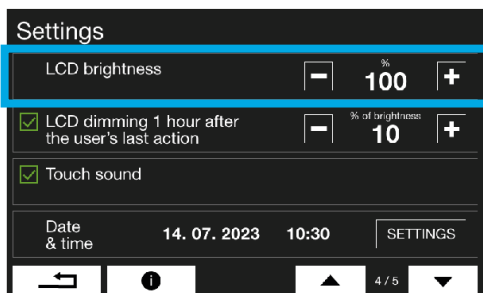 Settings
LCD brightness
%
100
LCD dimming 1 hour after
the user's last action
% of brightness
10
Touch sound
Date
& time
14. 07. 2023
10:30
SETTINGS
4/5